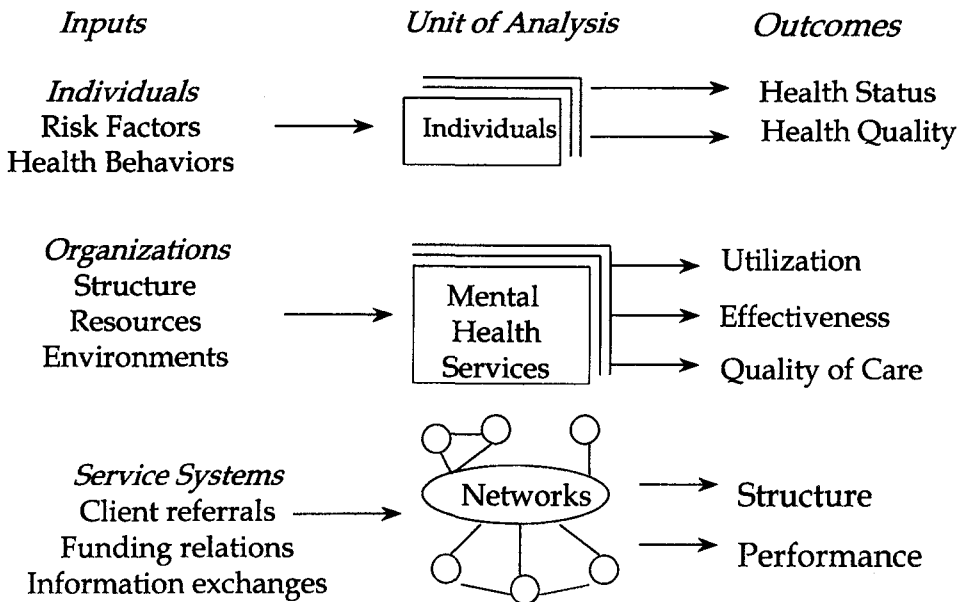 Inputs Unit of Analysis Outcomes
Individuals
Risk Factors
Health Behaviors
Individuals
Health Status
Health Quality
Organizations
Structure
Resources
Environments
Mental
Health
Services
Utilization
Effectiveness
Quality of Care
Service Systems
Client referrals
Funding relations
Information exchanges
Networks
Structure
Performance